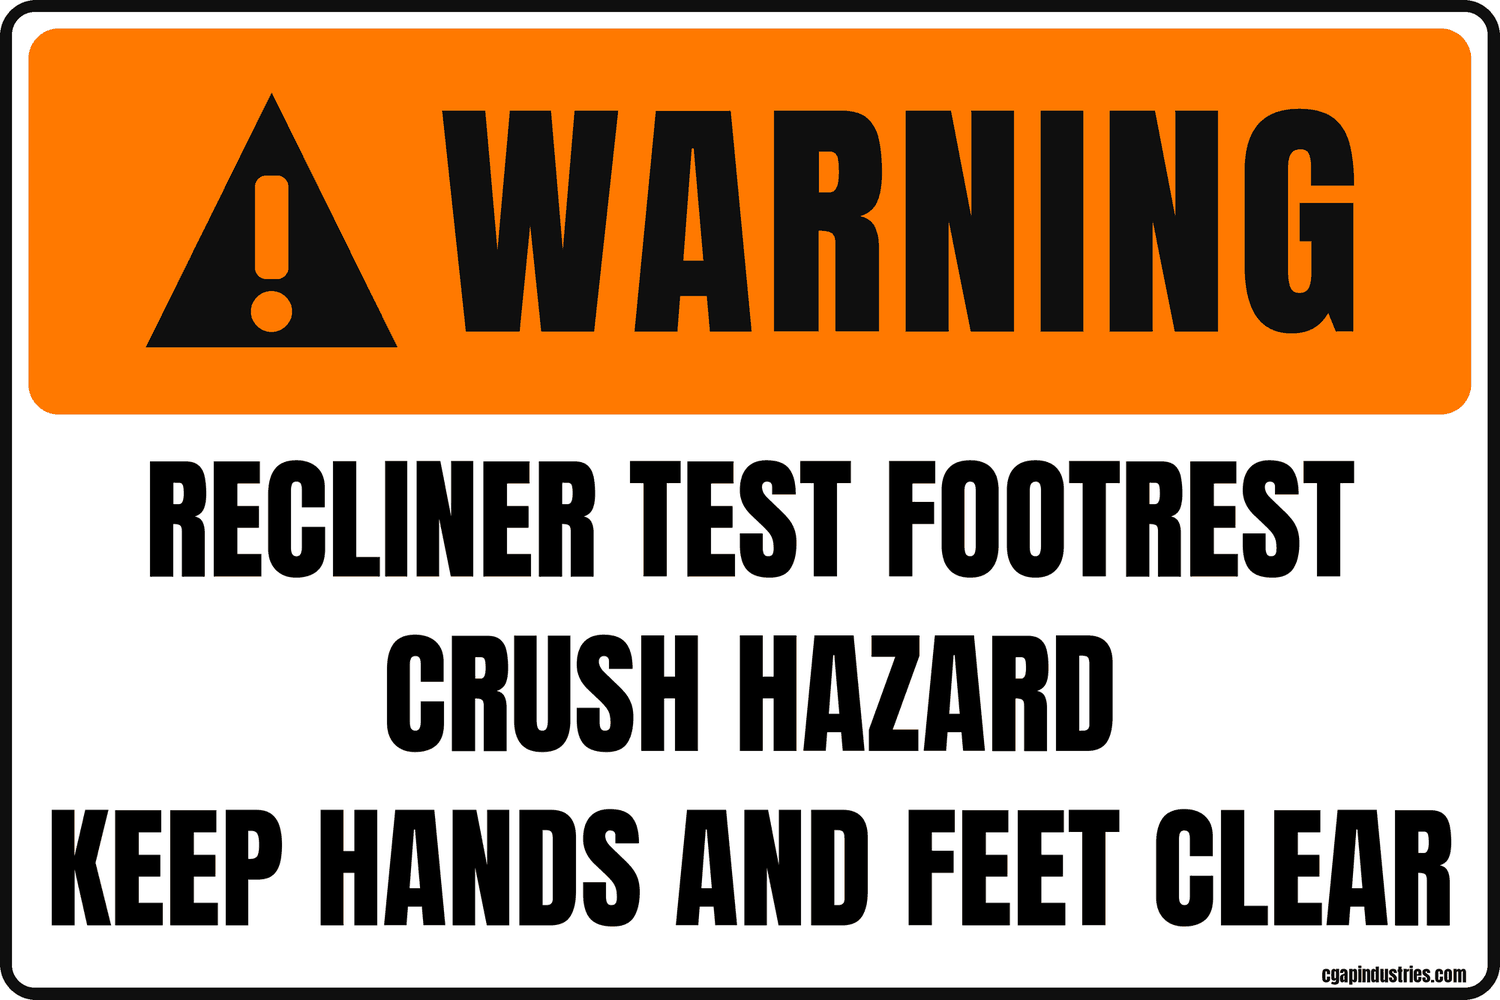 WARNING
RECLINER TEST FOOTREST
CRUSH HAZARD
KEEP HANDS AND FEET CLEAR
cgapindustries.com